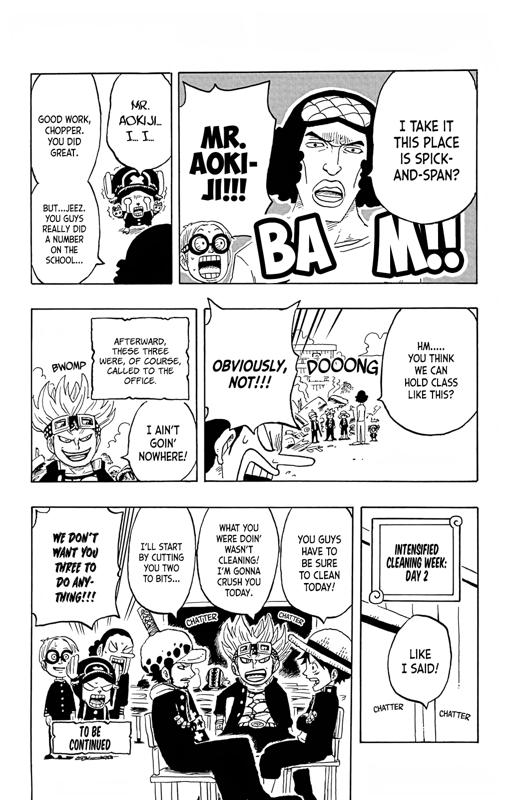 I TAKE IT
THIS PLACE
IS SPICK-
AND-SPAN?
MR.
AOKI-
JI!!!
BA M!!
MR.
AOKIJI...
I... I...
GOOD WORK,
CHOPPER.
YOU DID
GREAT.
BUT...JEEZ.
YOU GUYS
REALLY DID
A NUMBER
ON THE
SCHOOL...
HM.....
YOU THINK
WE CAN
HOLD CLASS
LIKE THIS?
DOOONG
OBVIOUSLY,
NOT!!!
AFTERWARD,
THESE THREE
WERE, OF COURSE,
CALLED TO THE
OFFICE.
BWOMP
I AIN'T
GOIN'
NOWHERE!
INTENSIFIED
CLEANING WEEK:
DAY 2
LIKE
I SAID!
CHATTER
CHATTER
YOU GUYS
HAVE TO
BE SURE
TO CLEAN
TODAY!
WHAT YOU
WERE DOIN'
WASN'T
CLEANING!
I'M GONNA
CRUSH YOU
TODAY.
I'LL START
BY CUTTING
YOU TWO
TO BITS...
CHATTER
CHATTER
WE DON'T
WANT YOU
THREE TO
DO ANY-
THING!!!
TO BE
CONTINUED